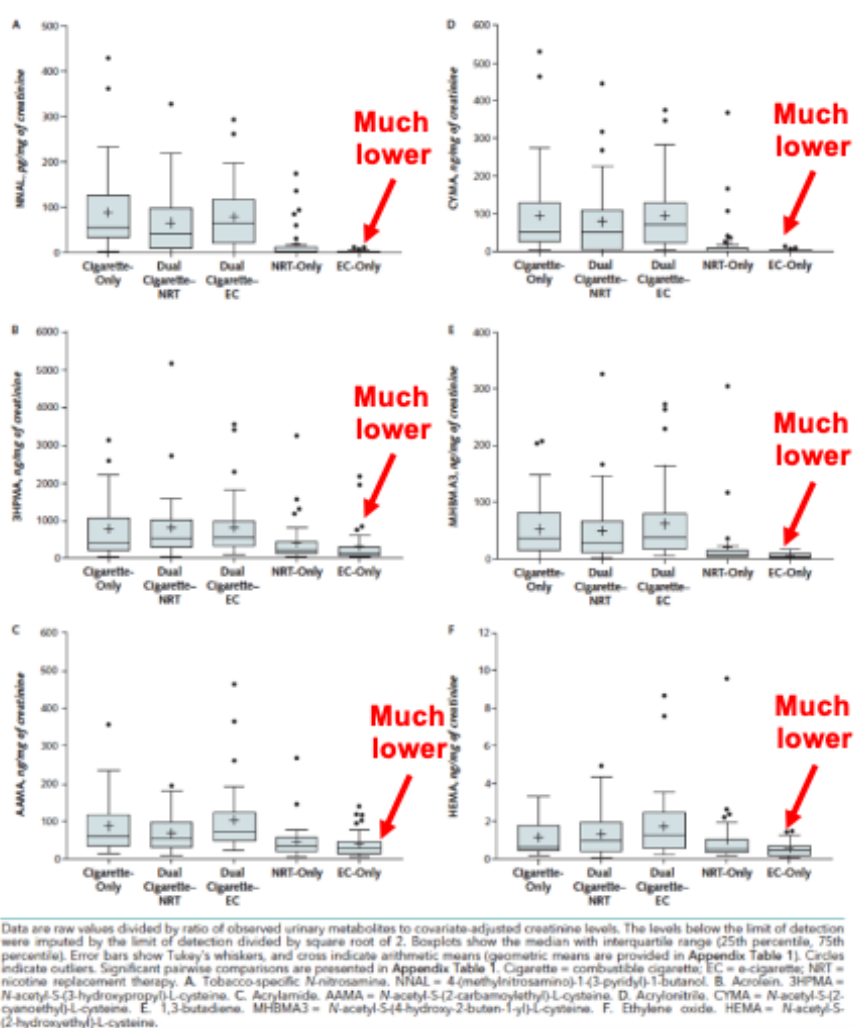 A
NNAL, pg/mg of creatinine
500
400
300
200
100
0
Much
lower
Cigarette-
Only
Dual
Cigarette–
NRT
Dual
Cigarette–
EC
NRT-Only
EC-Only
D
CYMA, ng/mg of creatinine
600
500
400
300
200
100
0
Much
lower
Cigarette-
Only
Dual
Cigarette–
NRT
Dual
Cigarette–
EC
NRT-Only
EC-Only
B
3HPMA, ng/mg of creatinine
6000
5000
4000
3000
2000
1000
0
Much
lower
Cigarette-
Only
Dual
Cigarette–
NRT
Dual
Cigarette–
EC
NRT-Only
EC-Only
E
MHBMA3, ng/mg of creatinine
400
300
200
100
0
Much
lower
Cigarette-
Only
Dual
Cigarette–
NRT
Dual
Cigarette–
EC
NRT-Only
EC-Only
C
AAMA, ng/mg of creatinine
600
500
400
300
200
100
0
Much
lower
Cigarette-
Only
Dual
Cigarette–
NRT
Dual
Cigarette–
EC
NRT-Only
EC-Only
F
HEMA, ng/mg of creatinine
12
10
8
6
4
2
0
Much
lower
Cigarette-
Only
Dual
Cigarette–
NRT
Dual
Cigarette–
EC
NRT-Only
EC-Only
Data are raw values divided by ratio of observed urinary metabolites to covariate-adjusted creatinine levels. The levels below the limit of detection
were imputed by the limit of detection divided by square root of 2. Boxplots show the median with interquartile range (25th percentile, 75th
percentile). Error bars show Tukey's whiskers, and cross indicate arithmetic means (geometric means are provided in Appendix Table 1). Circles
indicate outliers. Significant pairwise comparisons are presented in Appendix Table 1. Cigarette = combustible cigarette; EC = e-cigarette; NRT =
nicotine replacement therapy. A. Tobacco-specific N-nitrosamine. NNAL = 4-(methylnitrosamino)-1-(3-pyridyl)-1-butanol. B. Acrolein. 3HPMA =
N-acetyl-S-(3-hydroxypropyl)-L-cysteine. C. Acrylamide. AAMA = N-acetyl-S-(2-carbamoylethyl)-L-cysteine. D. Acrylonitrile. CYMA = N-acetyl-S-(2-
cyanoethyl)-L-cysteine. E. 1,3-butadiene. MHBMA3 = N-acetyl-S-(4-hydroxy-2-buten-1-yl)-L-cysteine. F. Ethylene oxide. HEMA = N-acetyl-S-
(2-hydroxyethyl)-L-cysteine.